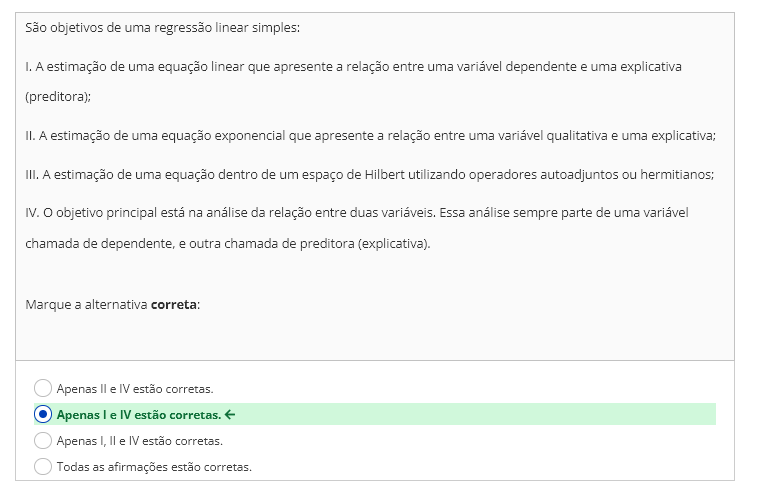 São objetivos de uma regressão linear simples:
I. A estimação de uma equação linear que apresente a relação entre uma variável dependente e uma explicativa
(preditora);
II. A estimação de uma equação exponencial que apresente a relação entre uma variável qualitativa e uma explicativa;
III. A estimação de uma equação dentro de um espaço de Hilbert utilizando operadores autoadjuntos ou hermitianos;
IV. O objetivo principal está na análise da relação entre duas variáveis. Essa análise sempre parte de uma variável
chamada de dependente, e outra chamada de preditora (explicativa).
Marque a alternativa correta:
Apenas II e IV estão corretas.
Apenas I e IV estão corretas. ←
Apenas I, II e IV estão corretas.
Todas as afirmações estão corretas.